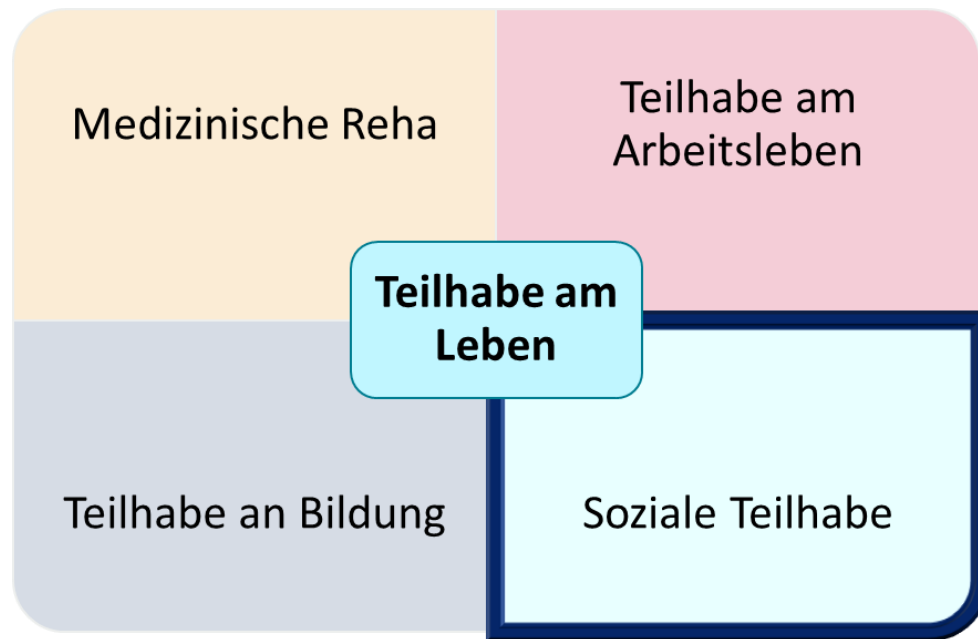 Medizinische Reha
Teilhabe am
Arbeitsleben
Teilhabe am
Leben
Teilhabe an Bildung
Soziale Teilhabe